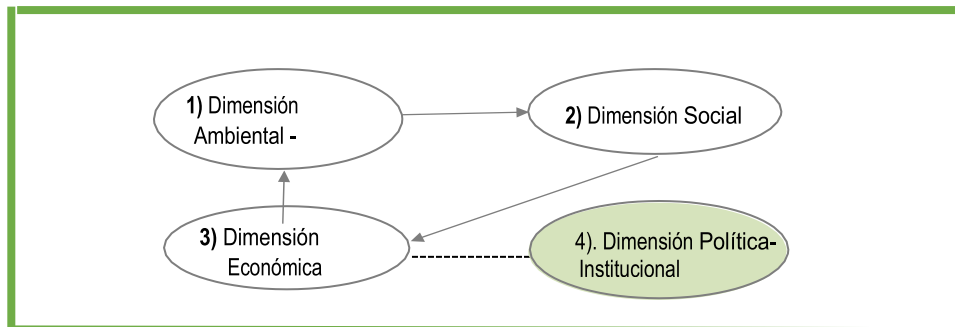 1) Dimensión
Ambiental -
2) Dimensión Social
3) Dimensión
Económica
4). Dimensión Política-
Institucional